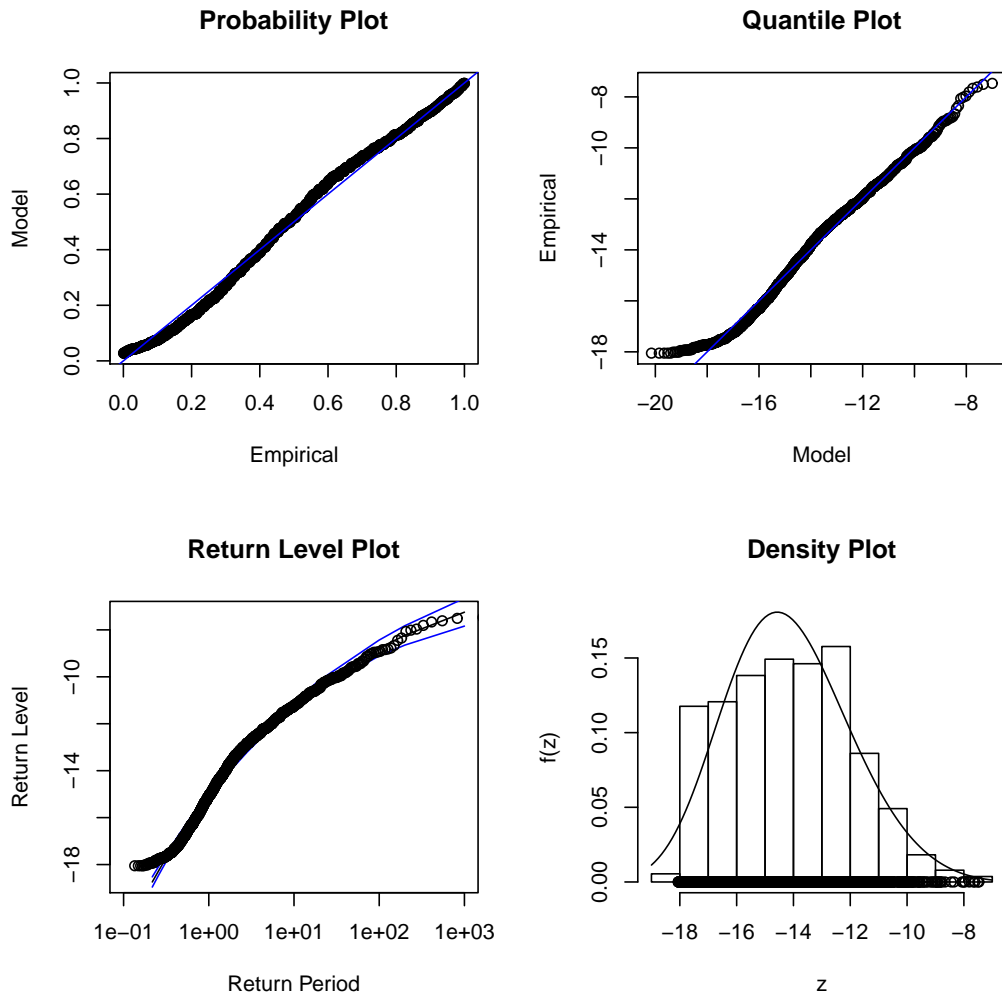 Probability Plot
Model
1.0
0.8
0.6
0.4
0.2
0.0
0.0 0.2 0.4 0.6 0.8 1.0
Empirical
Quantile Plot
Empirical
−8
−10
−14
−18
−20 −16 −12 −8
Model
Return Level Plot
Return Level
−10
−14
−18
1e−01 1e+00 1e+01 1e+02 1e+03
Return Period
Density Plot
f(z)
0.15
0.10
0.05
0.00
−18 −16 −14 −12 −10 −8
z